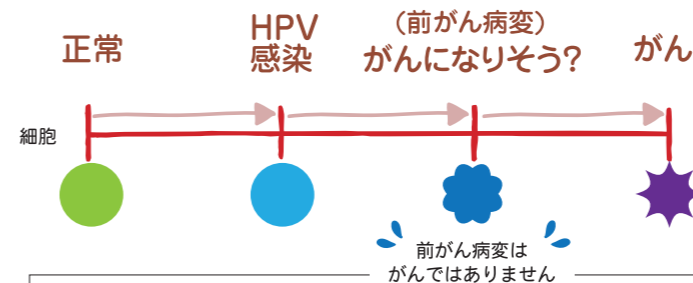 正常
HPV
感染
(前がん病変)
がんになりそう?
がん
細胞
前がん病変は
がんではありません